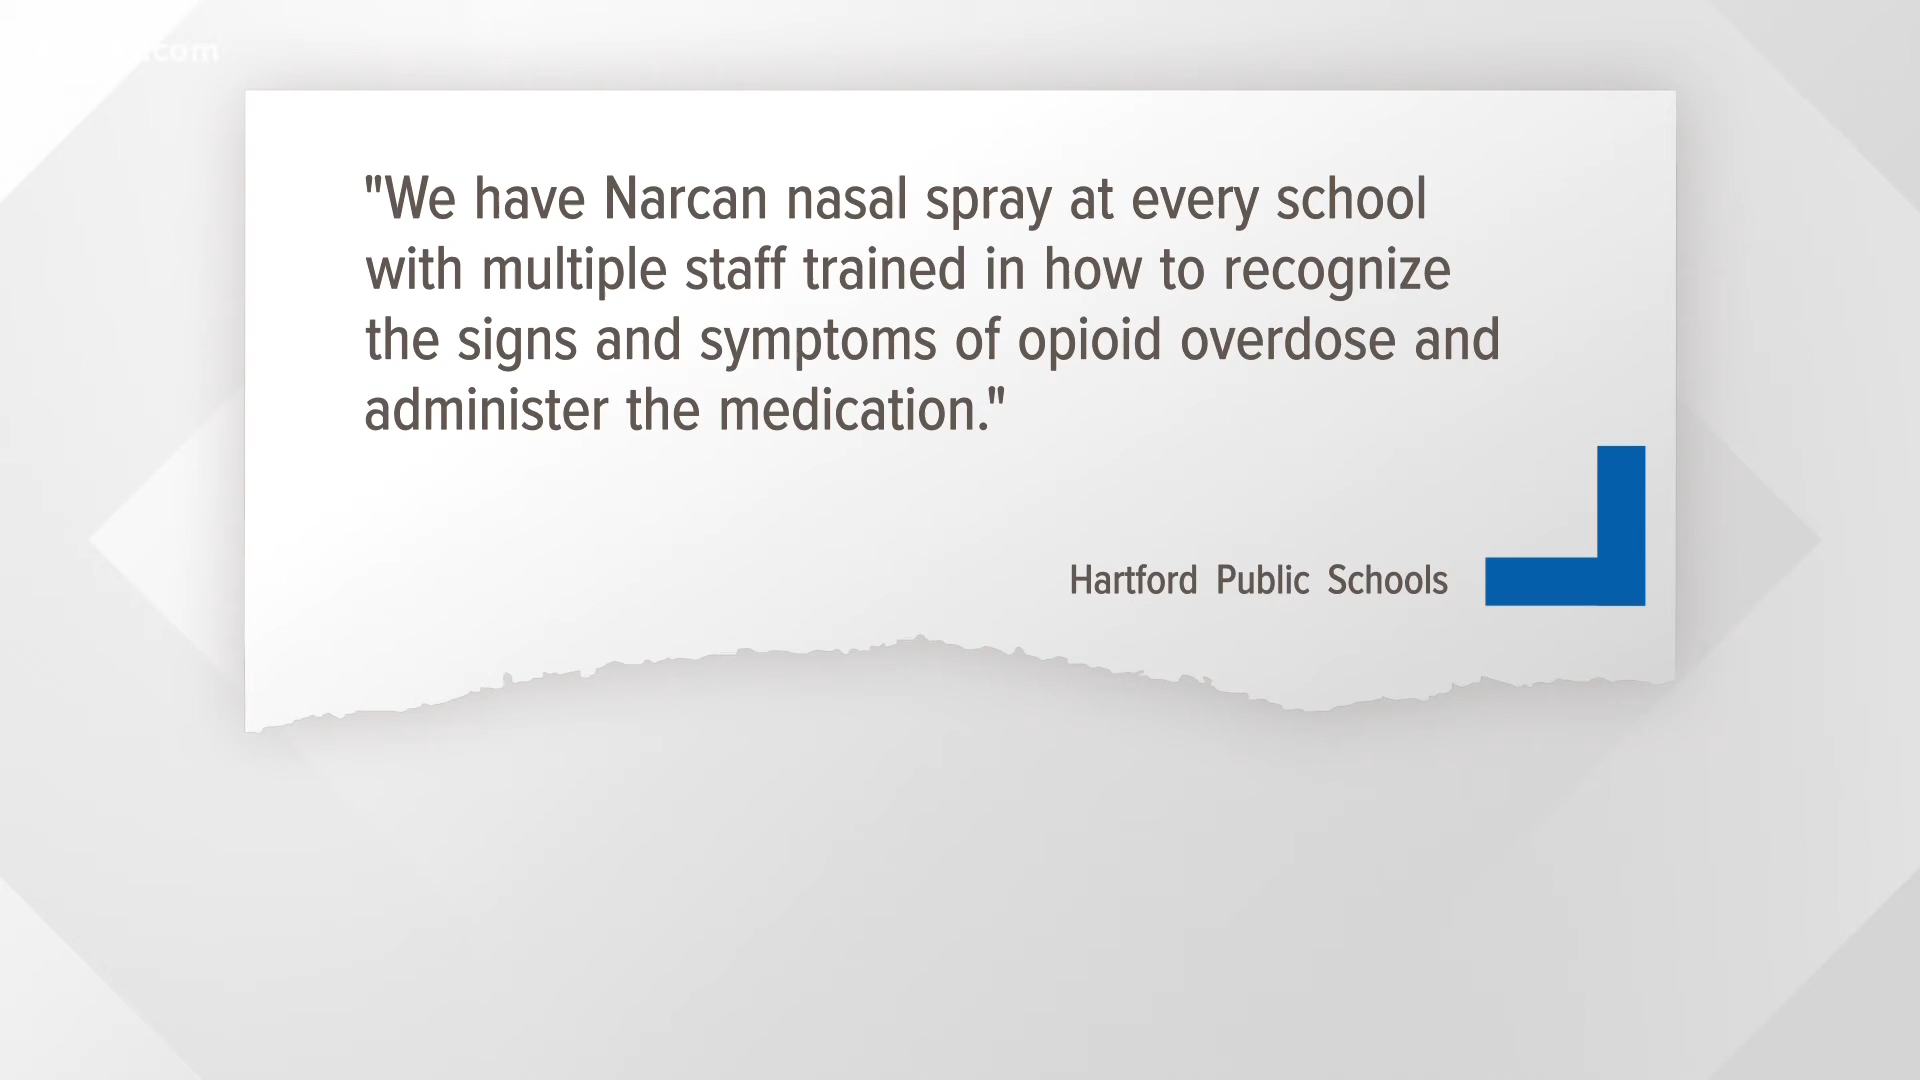 .com
"We have Narcan nasal spray at every school
with multiple staff trained in how to recognize
the signs and symptoms of opioid overdose and
administer the medication."
Hartford Public Schools